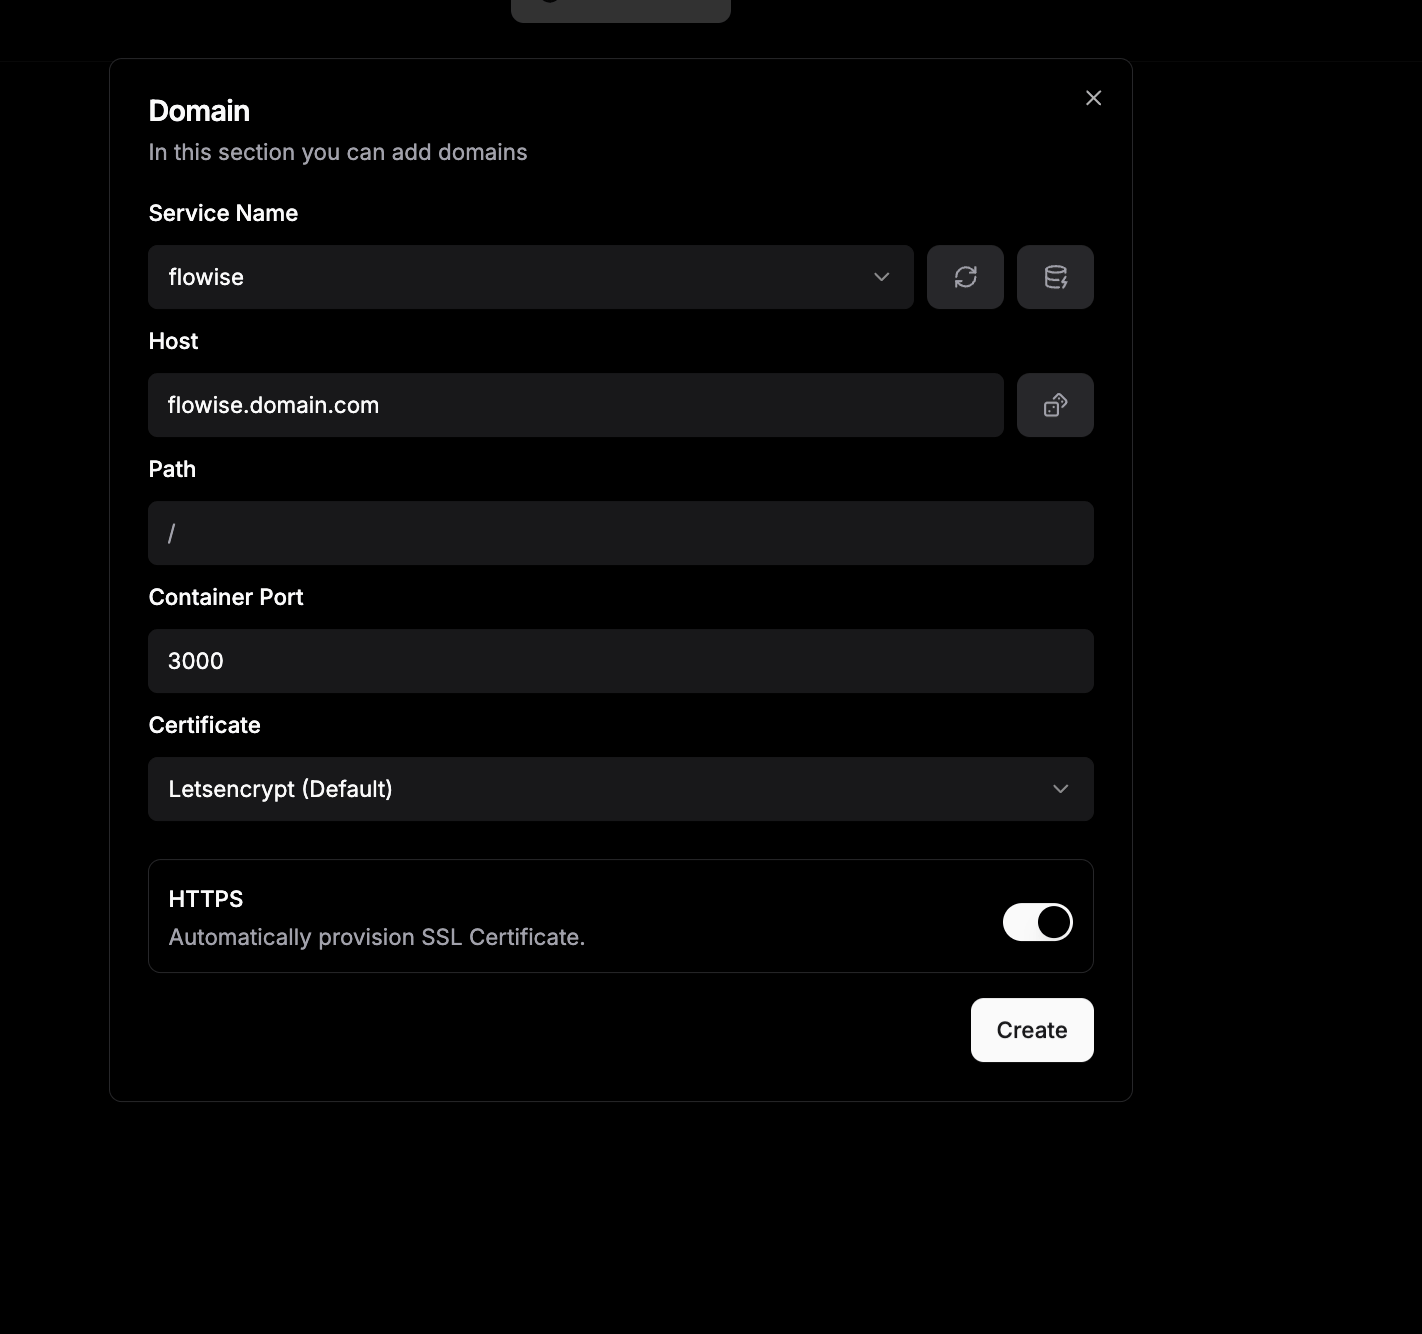 Domain
In this section you can add domains
Service Name
flowise
Host
flowise.domain.com
Path
/
Container Port
3000
Certificate
Letsencrypt (Default)
HTTPS
Automatically provision SSL Certificate.
Create